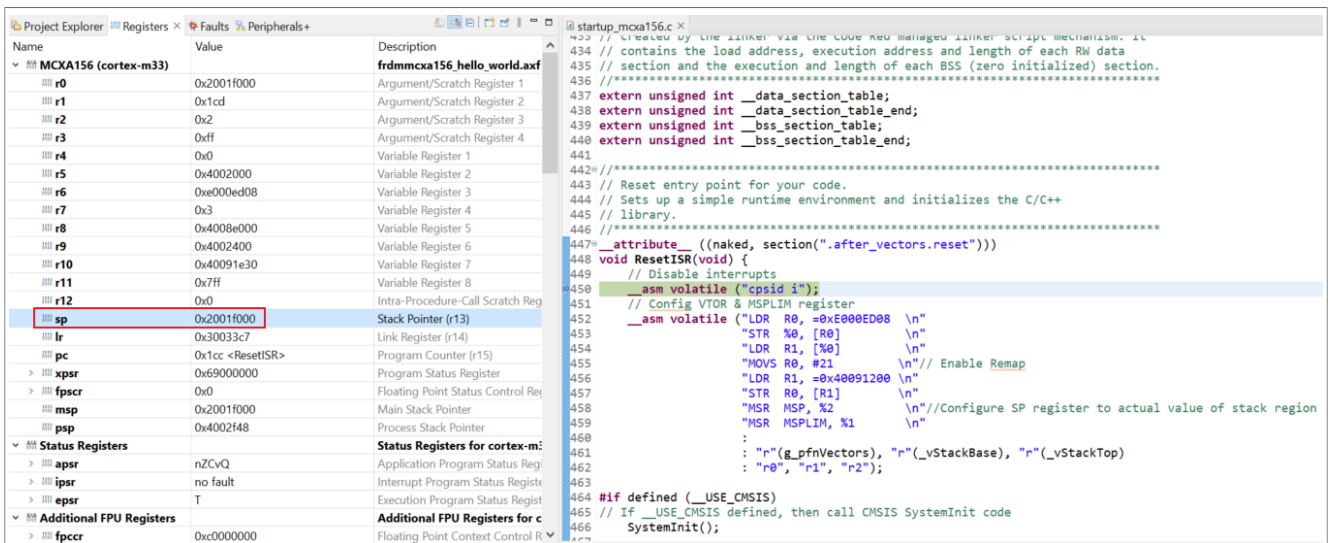 Project Explorer Registers × Faults Peripherals+
Name Value Description
MCXA156 (cortex-m33) frdmmcxa156_hello_world.axf
r0 0x2001f000 Argument/Scratch Register 1
r1 0x1cd Argument/Scratch Register 2
r2 0x2 Argument/Scratch Register 3
r3 0xff Argument/Scratch Register 4
r4 0x0 Variable Register 1
r5 0x4002000 Variable Register 2
r6 0xe000ed08 Variable Register 3
r7 0x3 Variable Register 4
r8 0x4008e000 Variable Register 5
r9 0x4002400 Variable Register 6
r10 0x40091e30 Variable Register 7
r11 0x7ff Variable Register 8
r12 0x0 Intra-Procedure-Call Scratch Reg
sp 0x2001f000 Stack Pointer (r13)
lr 0x30033c7 Link Register (r14)
pc 0x1cc <ResetISR> Program Counter (r15)
xpsr 0x69000000 Program Status Register
fpscr 0x0 Floating Point Status Control Reg
msp 0x2001f000 Main Stack Pointer
psp 0x4002f48 Process Stack Pointer
Status Registers Status Registers for cortex-m3
apsr nZCvQ Application Program Status Regi
ipsr no fault Interrupt Program Status Registe
epsr T Execution Program Status Regist
Additional FPU Registers Additional FPU Registers for c
fpccr 0xc0000000 Floating Point Context Control R
startup_mcxa156.c ×
433 // created by the linker via the Code Red managed linker script mechanism. It
434 // contains the load address, execution address and length of each RW data
435 // section and the execution and length of each BSS (zero initialized) section.
436 //*****************************************************************************
437 extern unsigned int __data_section_table;
438 extern unsigned int __data_section_table_end;
439 extern unsigned int __bss_section_table;
440 extern unsigned int __bss_section_table_end;
441
442 //*****************************************************************************
443 // Reset entry point for your code.
444 // Sets up a simple runtime environment and initializes the C/C++
445 // library.
446 //*****************************************************************************
447 __attribute__ ((naked, section(".after_vectors.reset")))
448 void ResetISR(void) {
449 // Disable interrupts
450 __asm volatile ("cpsid i");
451 // Config VTOR & MSPLIM register
452 __asm volatile ("LDR R0, =0xE000ED08 \n"
453 "STR %0, [R0] \n"
454 "LDR R1, [%0] \n"
455 "MOVS R0, #21 \n"// Enable Remap
456 "LDR R1, =0x40091200 \n"
457 "STR R0, [R1] \n"
458 "MSR MSP, %2 \n"//Configure SP register to actual value of stack region
459 "MSR MSPLIM, %1 \n"
460 :
461 : "r"(g_pfnVectors), "r"(_vStackBase), "r"(_vStackTop)
462 : "r0", "r1", "r2");
463
464 #if defined (__USE_CMSIS)
465 // If __USE_CMSIS defined, then call CMSIS SystemInit code
466 SystemInit();